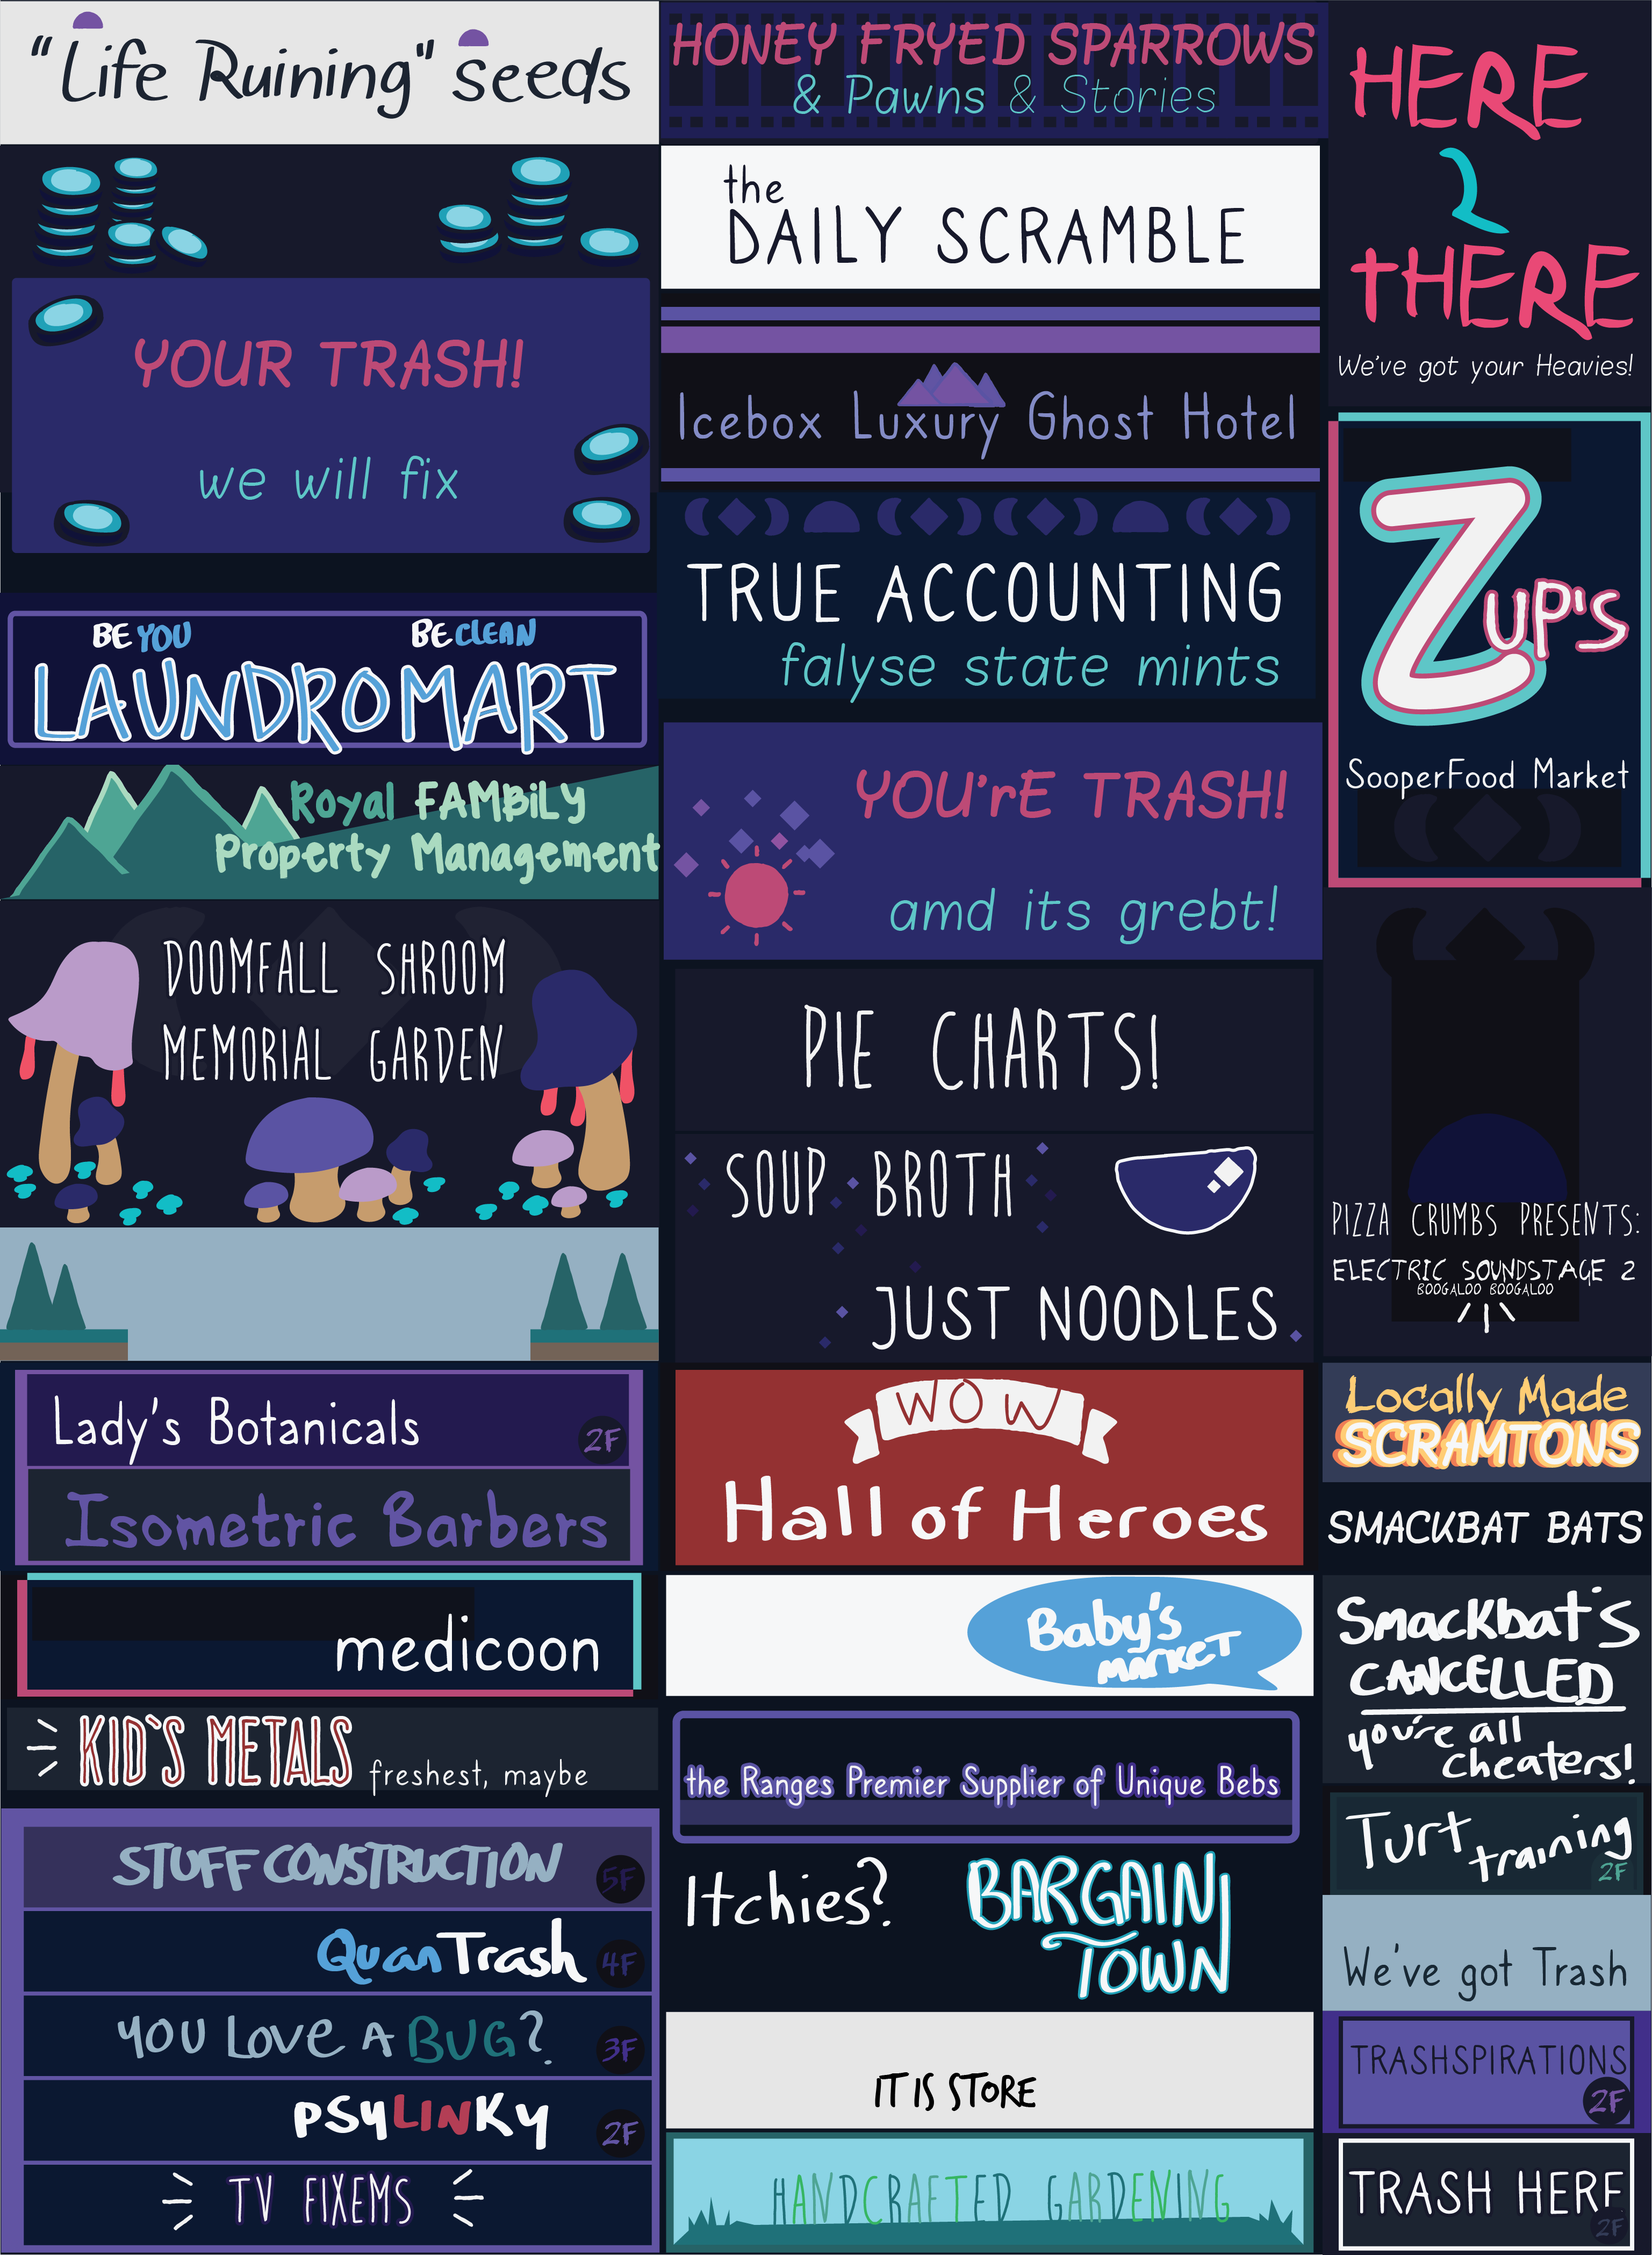 "Life Ruining" seeds
YOUR TRASH!
we will fix
BE YOU BE CLEAN
LAUNDROMART
Royal FAMBiLY
Property Management
DOOMFALL SHROOM
MEMORIAL GARDEN
Lady's Botanicals 2F
Isometric Barbers
medicoon
KID'S METALS freshest, maybe
STUFF CONSTRUCTION 5F
QuanTrash 4F
YOU LOVE A BUG? 3F
PSYLINKY 2F
TV FIXEMS
HONEY FRYED SPARROWS
& Pawns & Stories
the
DAILY SCRAMBLE
Icebox Luxury Ghost Hotel
TRUE ACCOUNTING
falyse state mints
YOU'rE TRASH!
amd its grebt!
PIE CHARTS!
SOUP BROTH
JUST NOODLES
WOW
Hall of Heroes
Baby's
MARKET
the Ranges Premier Supplier of Unique Bebs
Itchies?
BARGAIN
TOWN
IT IS STORE
HANDCRAFTED GARDENING
HERE
2
tHERE
We've got your Heavies!
ZUP'S
SooperFood Market
PIZZA CRUMBS PRESENTS:
ELECTRIC SOUNDSTAGE 2
BOOGALOO BOOGALOO
Locally Made
SCRAMTONS
SMACKBAT BATS
Smackbat's
CANCELLED
you're all
cheaters!
Turt
training
2F
We've got Trash
TRASHSPIRATIONS
2F
TRASH HERE
2F